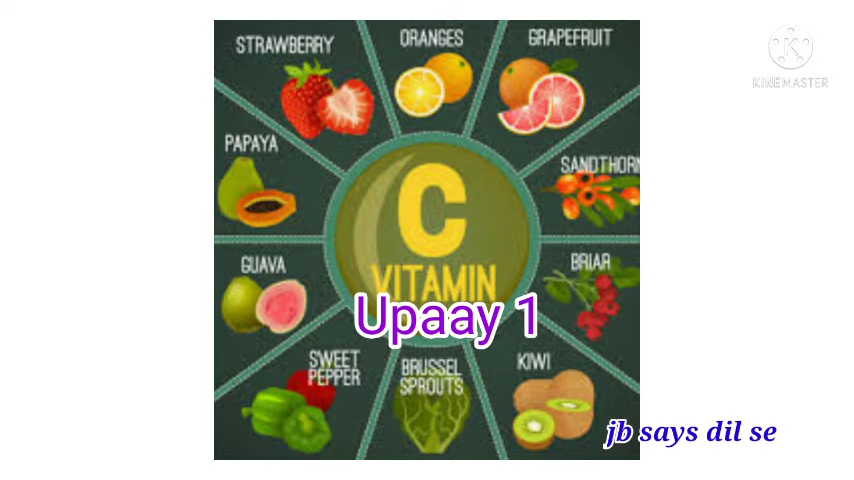 STRAWBERRY
ORANGES
GRAPEFRUIT
K
KINEMASTER
PAPAYA
SANDTHORN
C
VITAMIN
GUAVA
BRIAR
Upaay 1
SWEET
PEPPER
BRUSSEL
SPROUTS
KIWI
jb says dil se